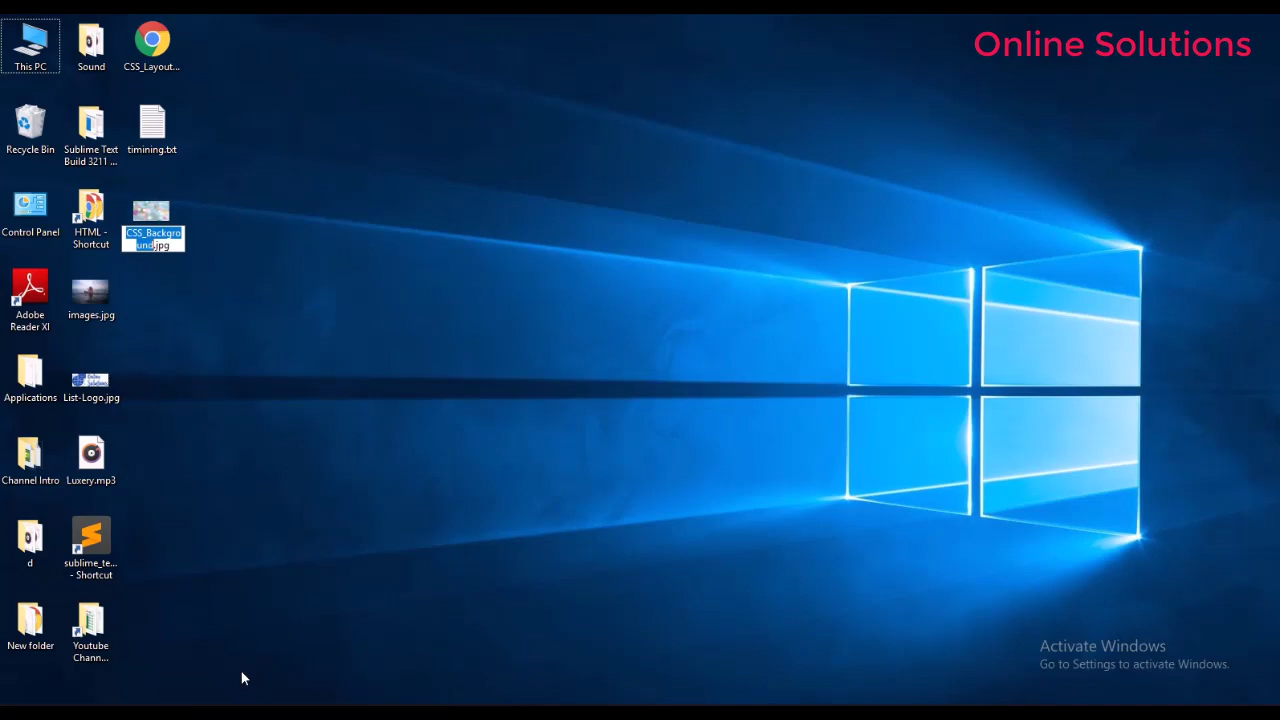 Online Solutions
This PC
Sound
CSS_Layout...
Recycle Bin
Sublime Text
Build 3211 ...
timining.txt
Control Panel
HTML -
Shortcut
CSS_Backgro
und.jpg
Adobe
Reader XI
images.jpg
Applications
List-Logo.jpg
Channel Intro
Luxery.mp3
d
sublime_te...
- Shortcut
New folder
Youtube
Chann...
Activate Windows
Go to Settings to activate Windows.